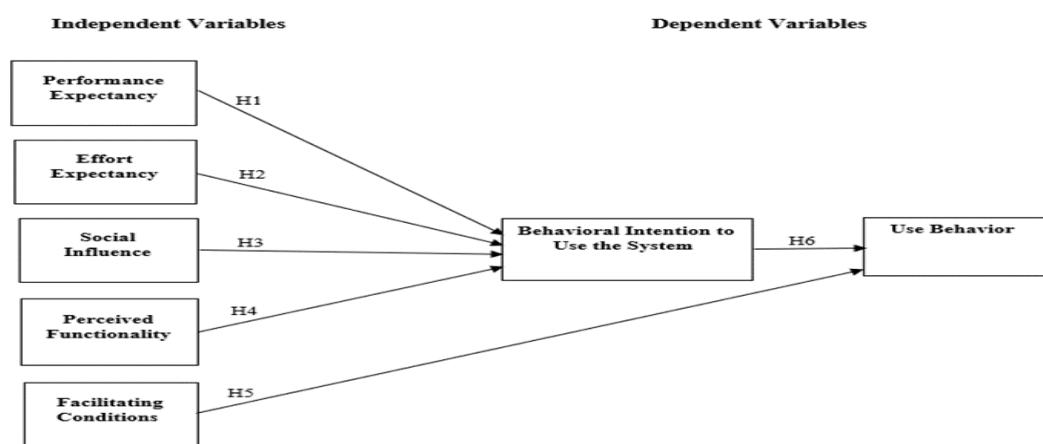 Independent Variables
Dependent Variables
Performance
Expectancy
H1
Effort
Expectancy
H2
Social
Influence
H3
Behavioral Intention to
Use the System
H6
Use Behavior
Perceived
Functionality
H4
Facilitating
Conditions
H5